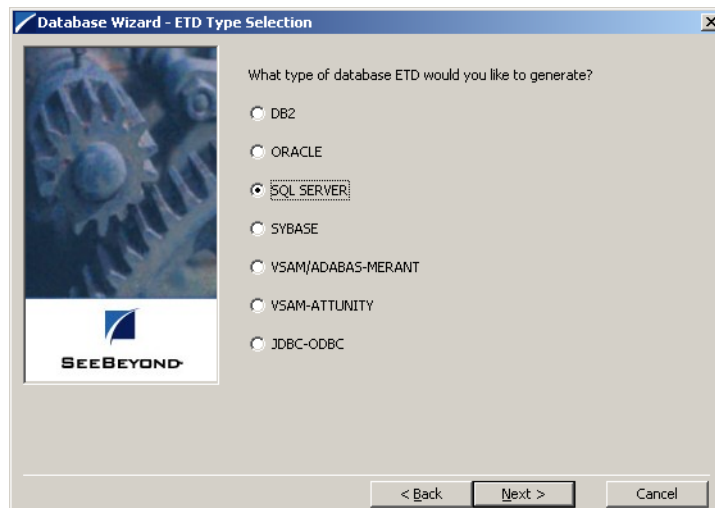 Database Wizard - ETD Type Selection
What type of database ETD would you like to generate?
DB2
ORACLE
SQL SERVER
SYBASE
VSAM/ADABAS-MERANT
VSAM-ATTUNITY
JDBC-ODBC
SEEBEYOND
< Back
Next >
Cancel